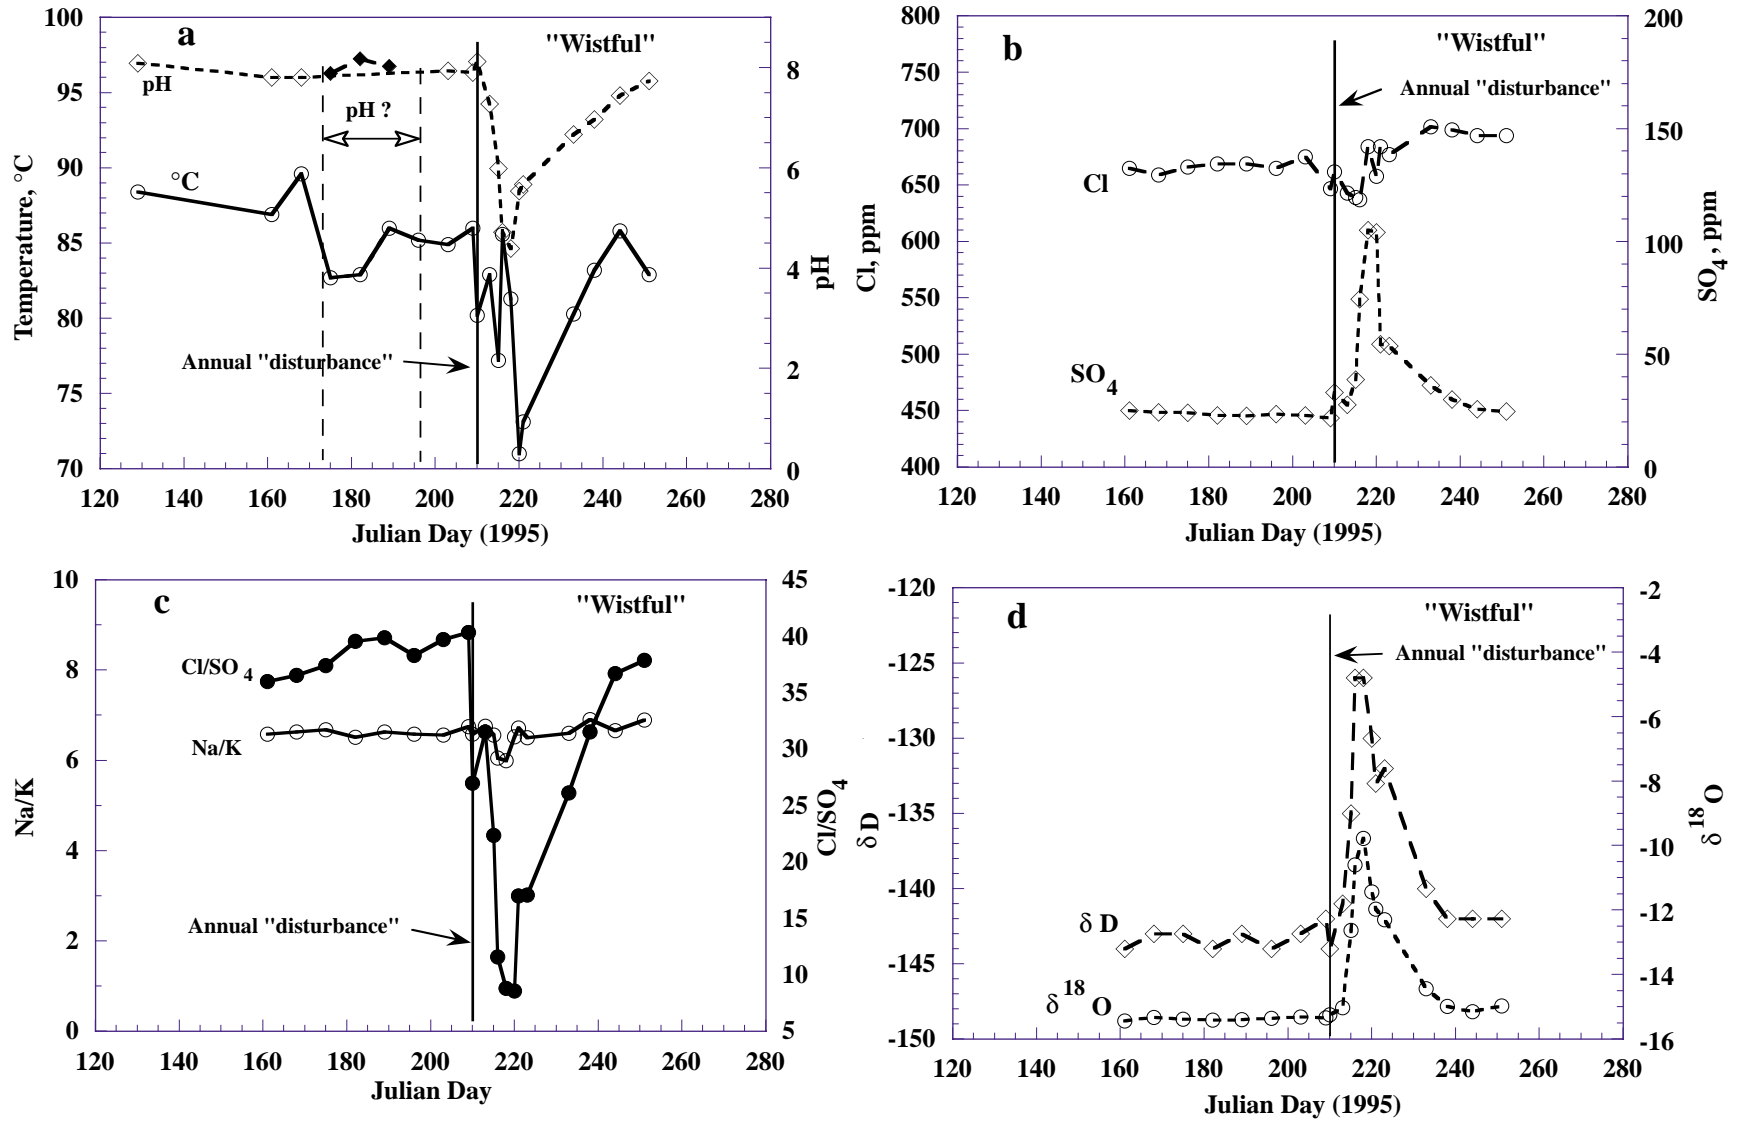 a
"Wistful"
pH
pH ?
°C
Annual "disturbance"
Temperature, °C
100
95
90
85
80
75
70
pH
8
6
4
2
0
120 140 160 180 200 220 240 260 280
Julian Day (1995)
b
"Wistful"
Annual "disturbance"
Cl
SO4
Cl, ppm
800
750
700
650
600
550
500
450
400
SO4, ppm
200
150
100
50
0
120 140 160 180 200 220 240 260 280
Julian Day (1995)
c
"Wistful"
Cl/SO4
Na/K
Annual "disturbance"
Na/K
10
8
6
4
2
0
Cl/SO4
45
40
35
30
25
20
15
10
5
120 140 160 180 200 220 240 260 280
Julian Day
d
"Wistful"
Annual "disturbance"
δ D
δ 18 O
δ D
-120
-125
-130
-135
-140
-145
-150
δ 18 O
-2
-4
-6
-8
-10
-12
-14
-16
120 140 160 180 200 220 240 260 280
Julian Day (1995)